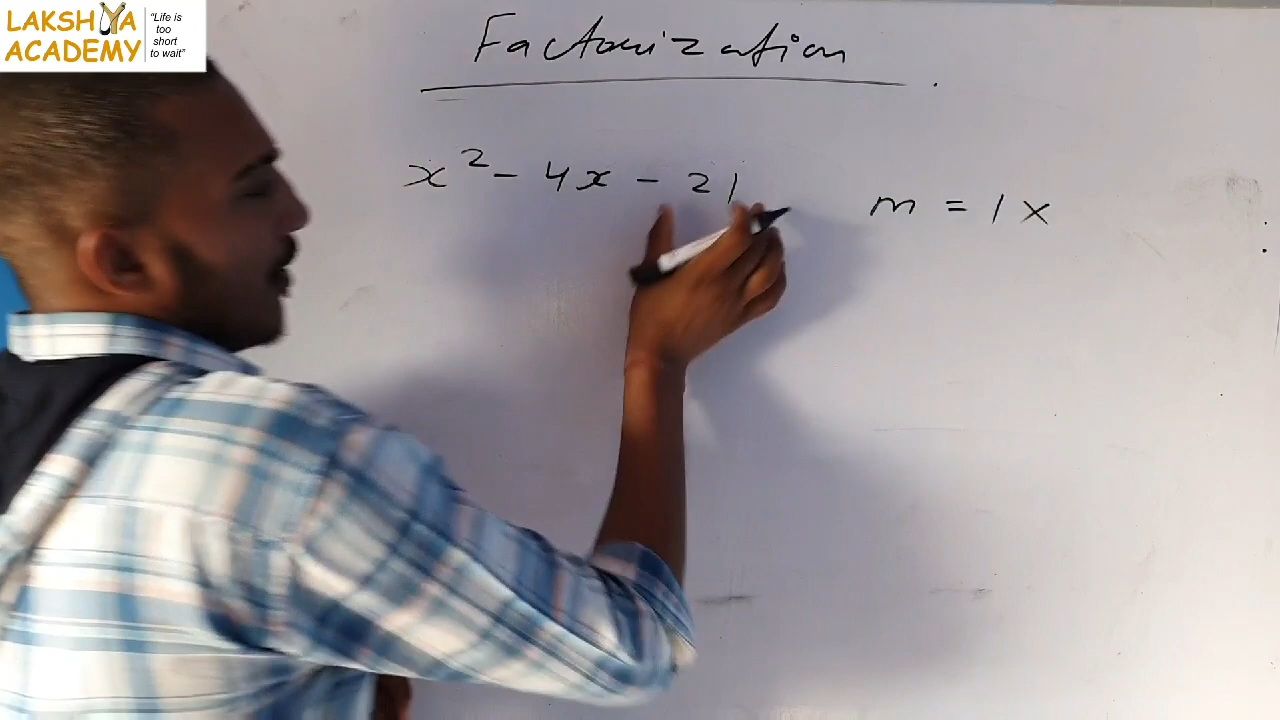 LAKSHYA
ACADEMY
"Life is
too
short
to wait"
Factorization
x² - 4x - 21
m = 1 x